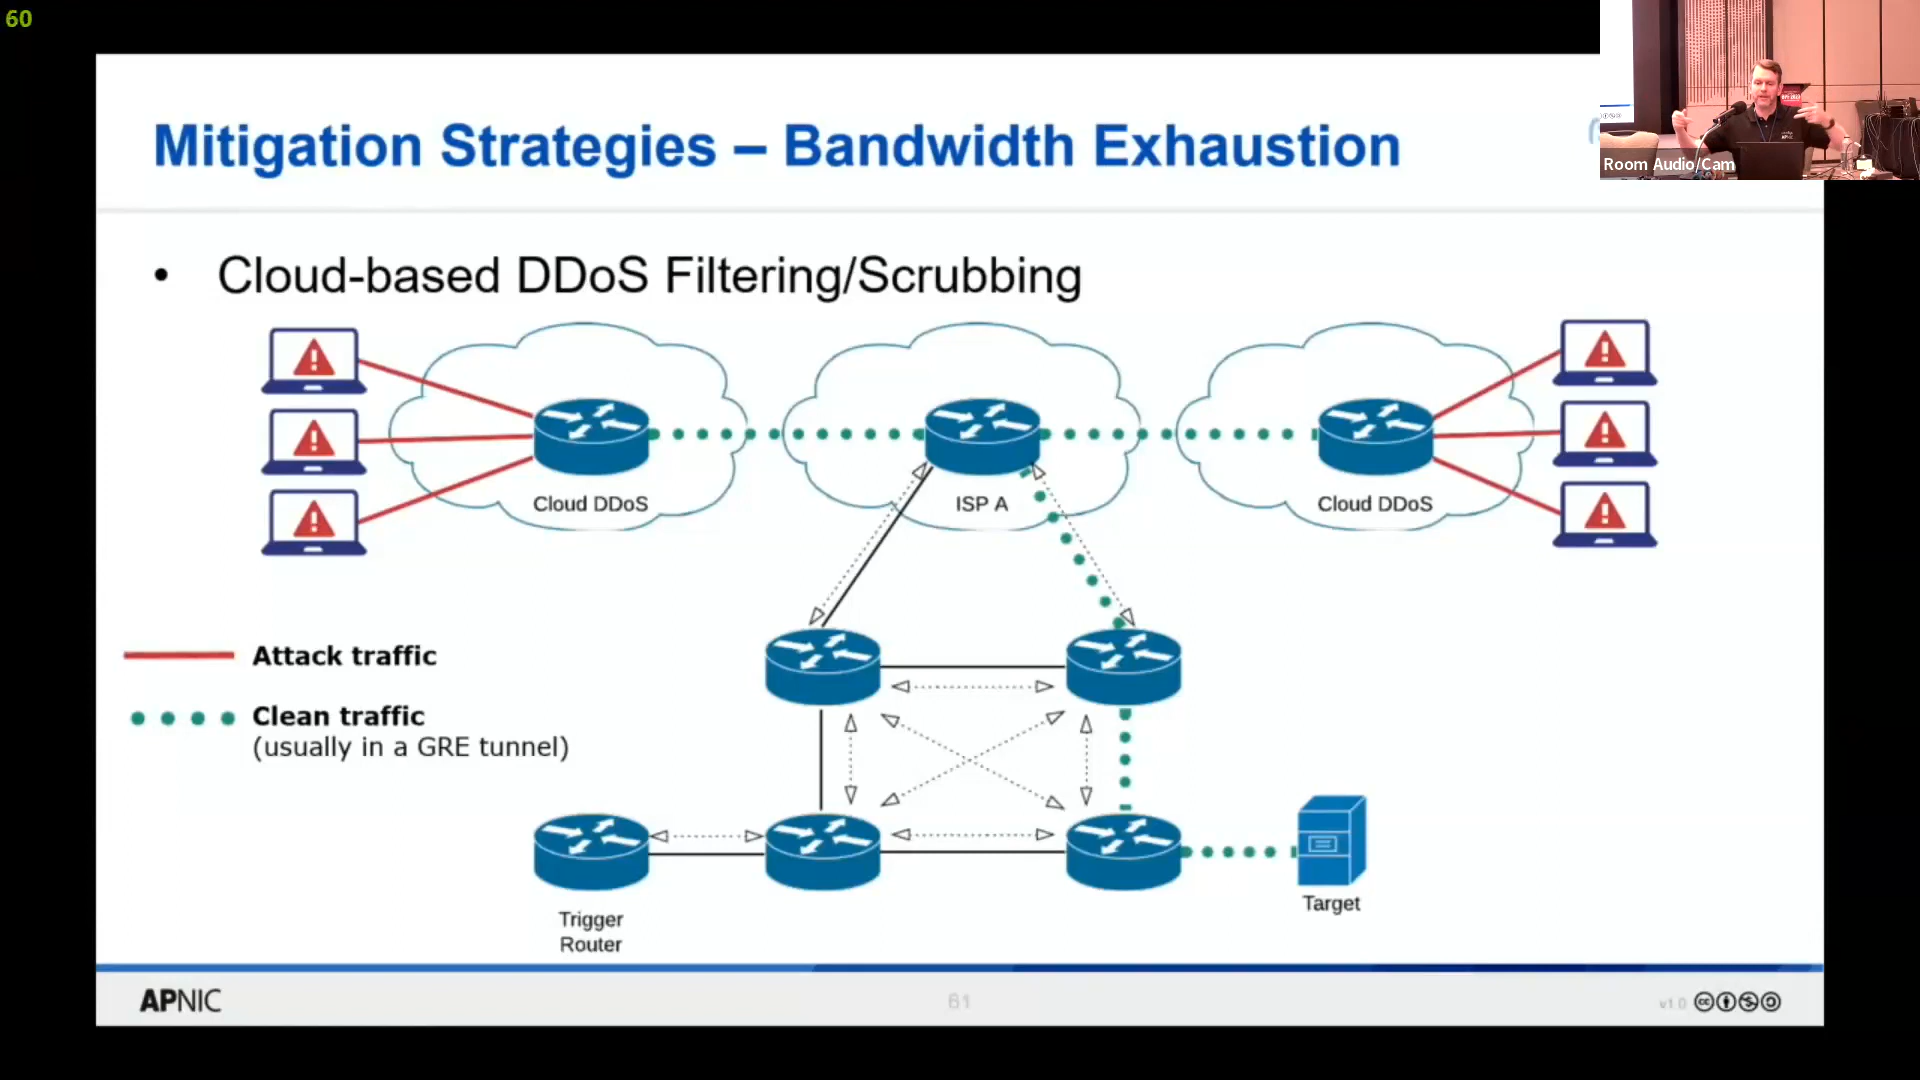 60
Mitigation Strategies – Bandwidth Exhaustion
Room Audio/Cam
• Cloud-based DDoS Filtering/Scrubbing
Cloud DDoS
ISP A
Cloud DDoS
Attack traffic
Clean traffic
(usually in a GRE tunnel)
Target
Trigger
Router
APNIC
61
v1.0